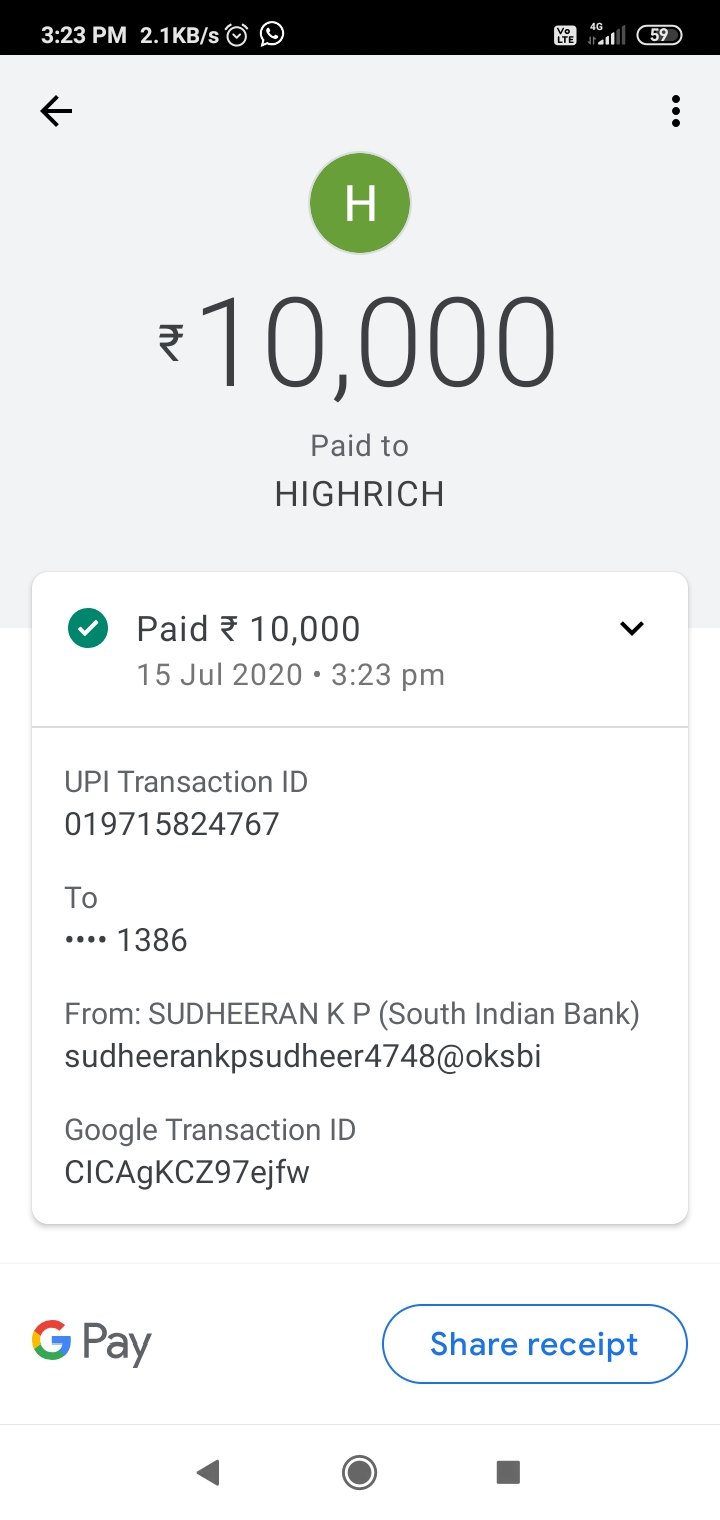 3:23 PM 2.1KB/s
Vo LTE 4G 59
H
₹10,000
Paid to
HIGHRICH
Paid ₹ 10,000
15 Jul 2020 • 3:23 pm
UPI Transaction ID
019715824767
To
•••• 1386
From: SUDHEERAN K P (South Indian Bank)
sudheerankpsudheer4748@oksbi
Google Transaction ID
CICAgKCZ97ejfw
G Pay
Share receipt